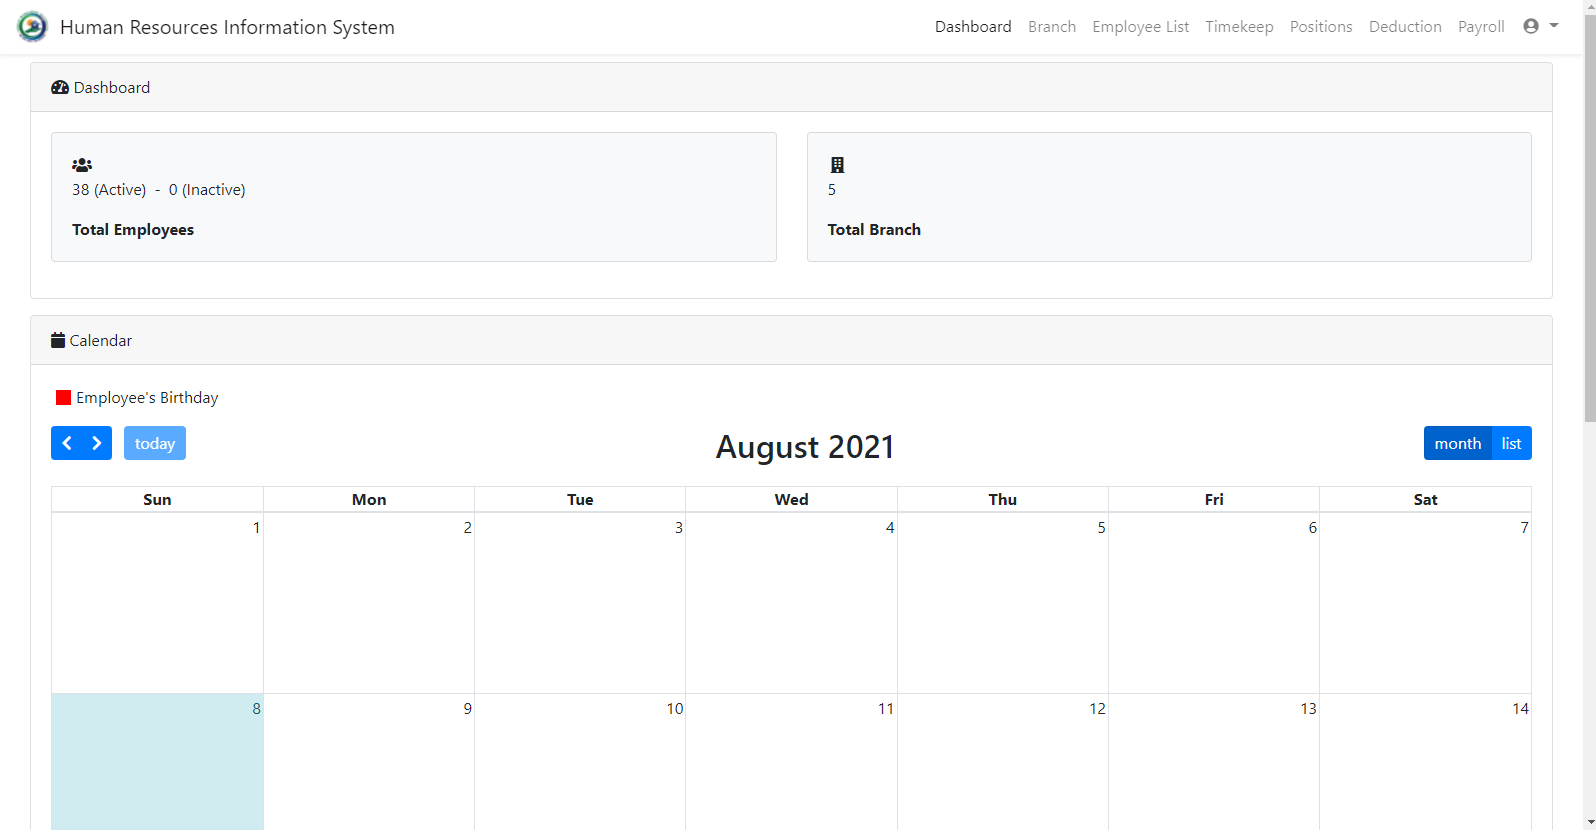 Human Resources Information System
Dashboard Branch Employee List Timekeep Positions Deduction Payroll
Dashboard
38 (Active) - 0 (Inactive)
Total Employees
5
Total Branch
Calendar
Employee's Birthday
today
August 2021
month list
Sun Mon Tue Wed Thu Fri Sat
1 2 3 4 5 6 7
8 9 10 11 12 13 14